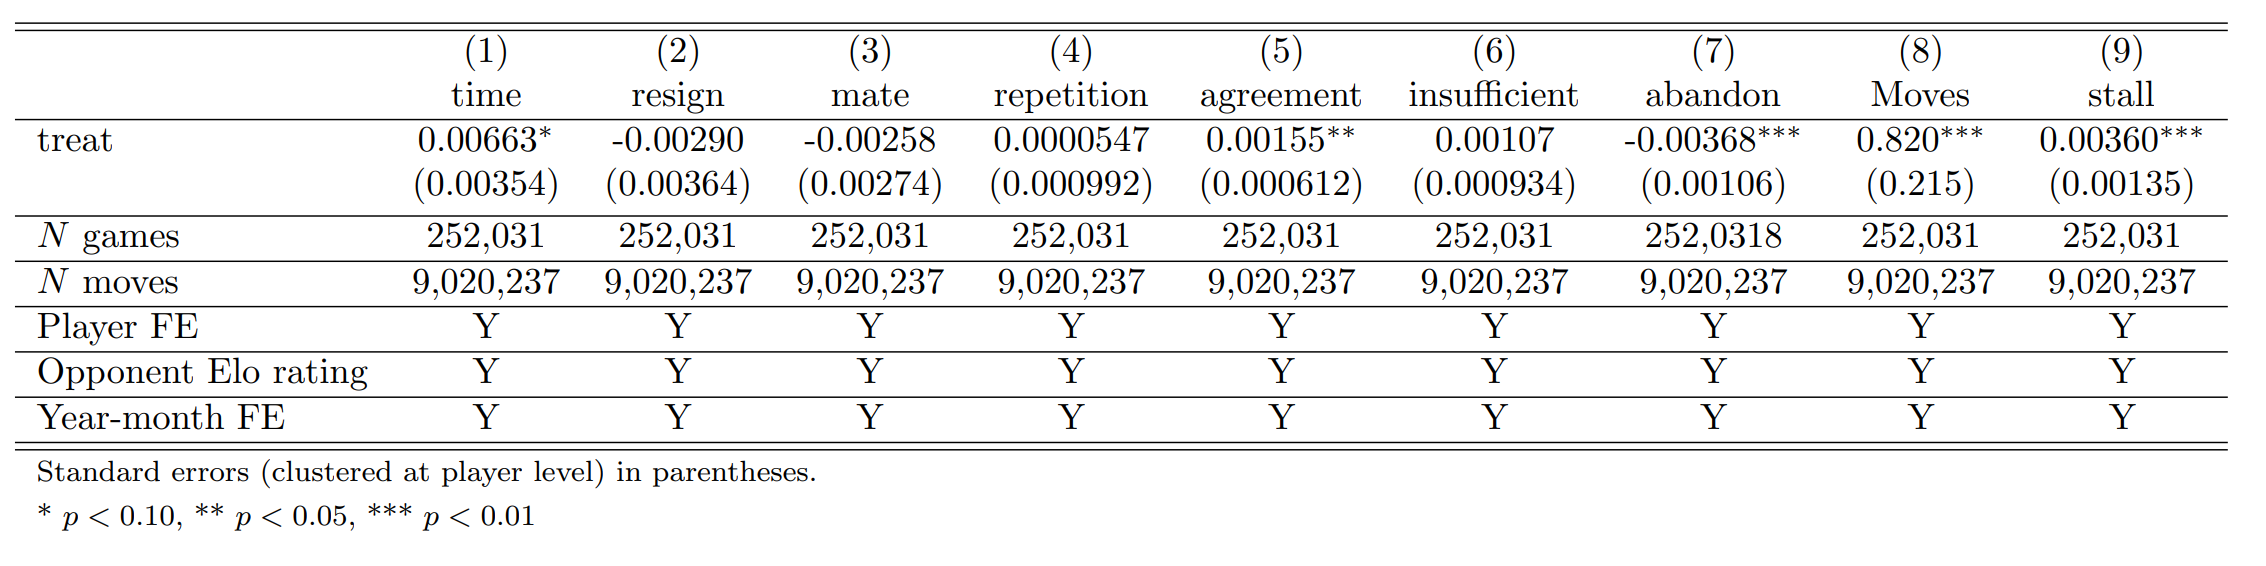 (1) (2) (3) (4) (5) (6) (7) (8) (9)
time resign mate repetition agreement insufficient abandon Moves stall
treat 0.00663* -0.00290 -0.00258 0.0000547 0.00155** 0.00107 -0.00368*** 0.820*** 0.00360***
(0.00354) (0.00364) (0.00274) (0.000992) (0.000612) (0.000934) (0.00106) (0.215) (0.00135)
N games 252,031 252,031 252,031 252,031 252,031 252,031 252,0318 252,031 252,031
N moves 9,020,237 9,020,237 9,020,237 9,020,237 9,020,237 9,020,237 9,020,237 9,020,237 9,020,237
Player FE Y Y Y Y Y Y Y Y Y
Opponent Elo rating Y Y Y Y Y Y Y Y Y
Year-month FE Y Y Y Y Y Y Y Y Y
Standard errors (clustered at player level) in parentheses.
* p < 0.10, ** p < 0.05, *** p < 0.01